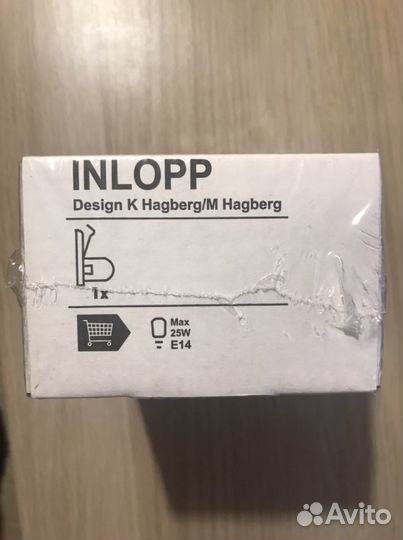 INLOPP
Design K Hagberg/M Hagberg
1x
Max
25W
E14
Avito